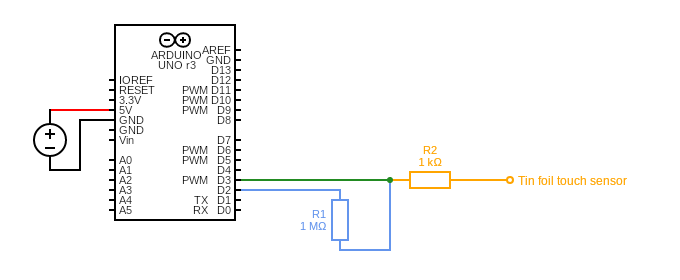 ARDUINO
UNO r3
AREF
GND
D13
IOREF
D12
RESET
PWM D11
3.3V
PWM D10
5V
PWM D9
GND
D8
GND
Vin
D7
PWM D6
A0
PWM D5
A1
D4
A2
PWM D3
A3
D2
A4
TX D1
A5
RX D0
R2
1 kΩ
Tin foil touch sensor
R1
1 MΩ